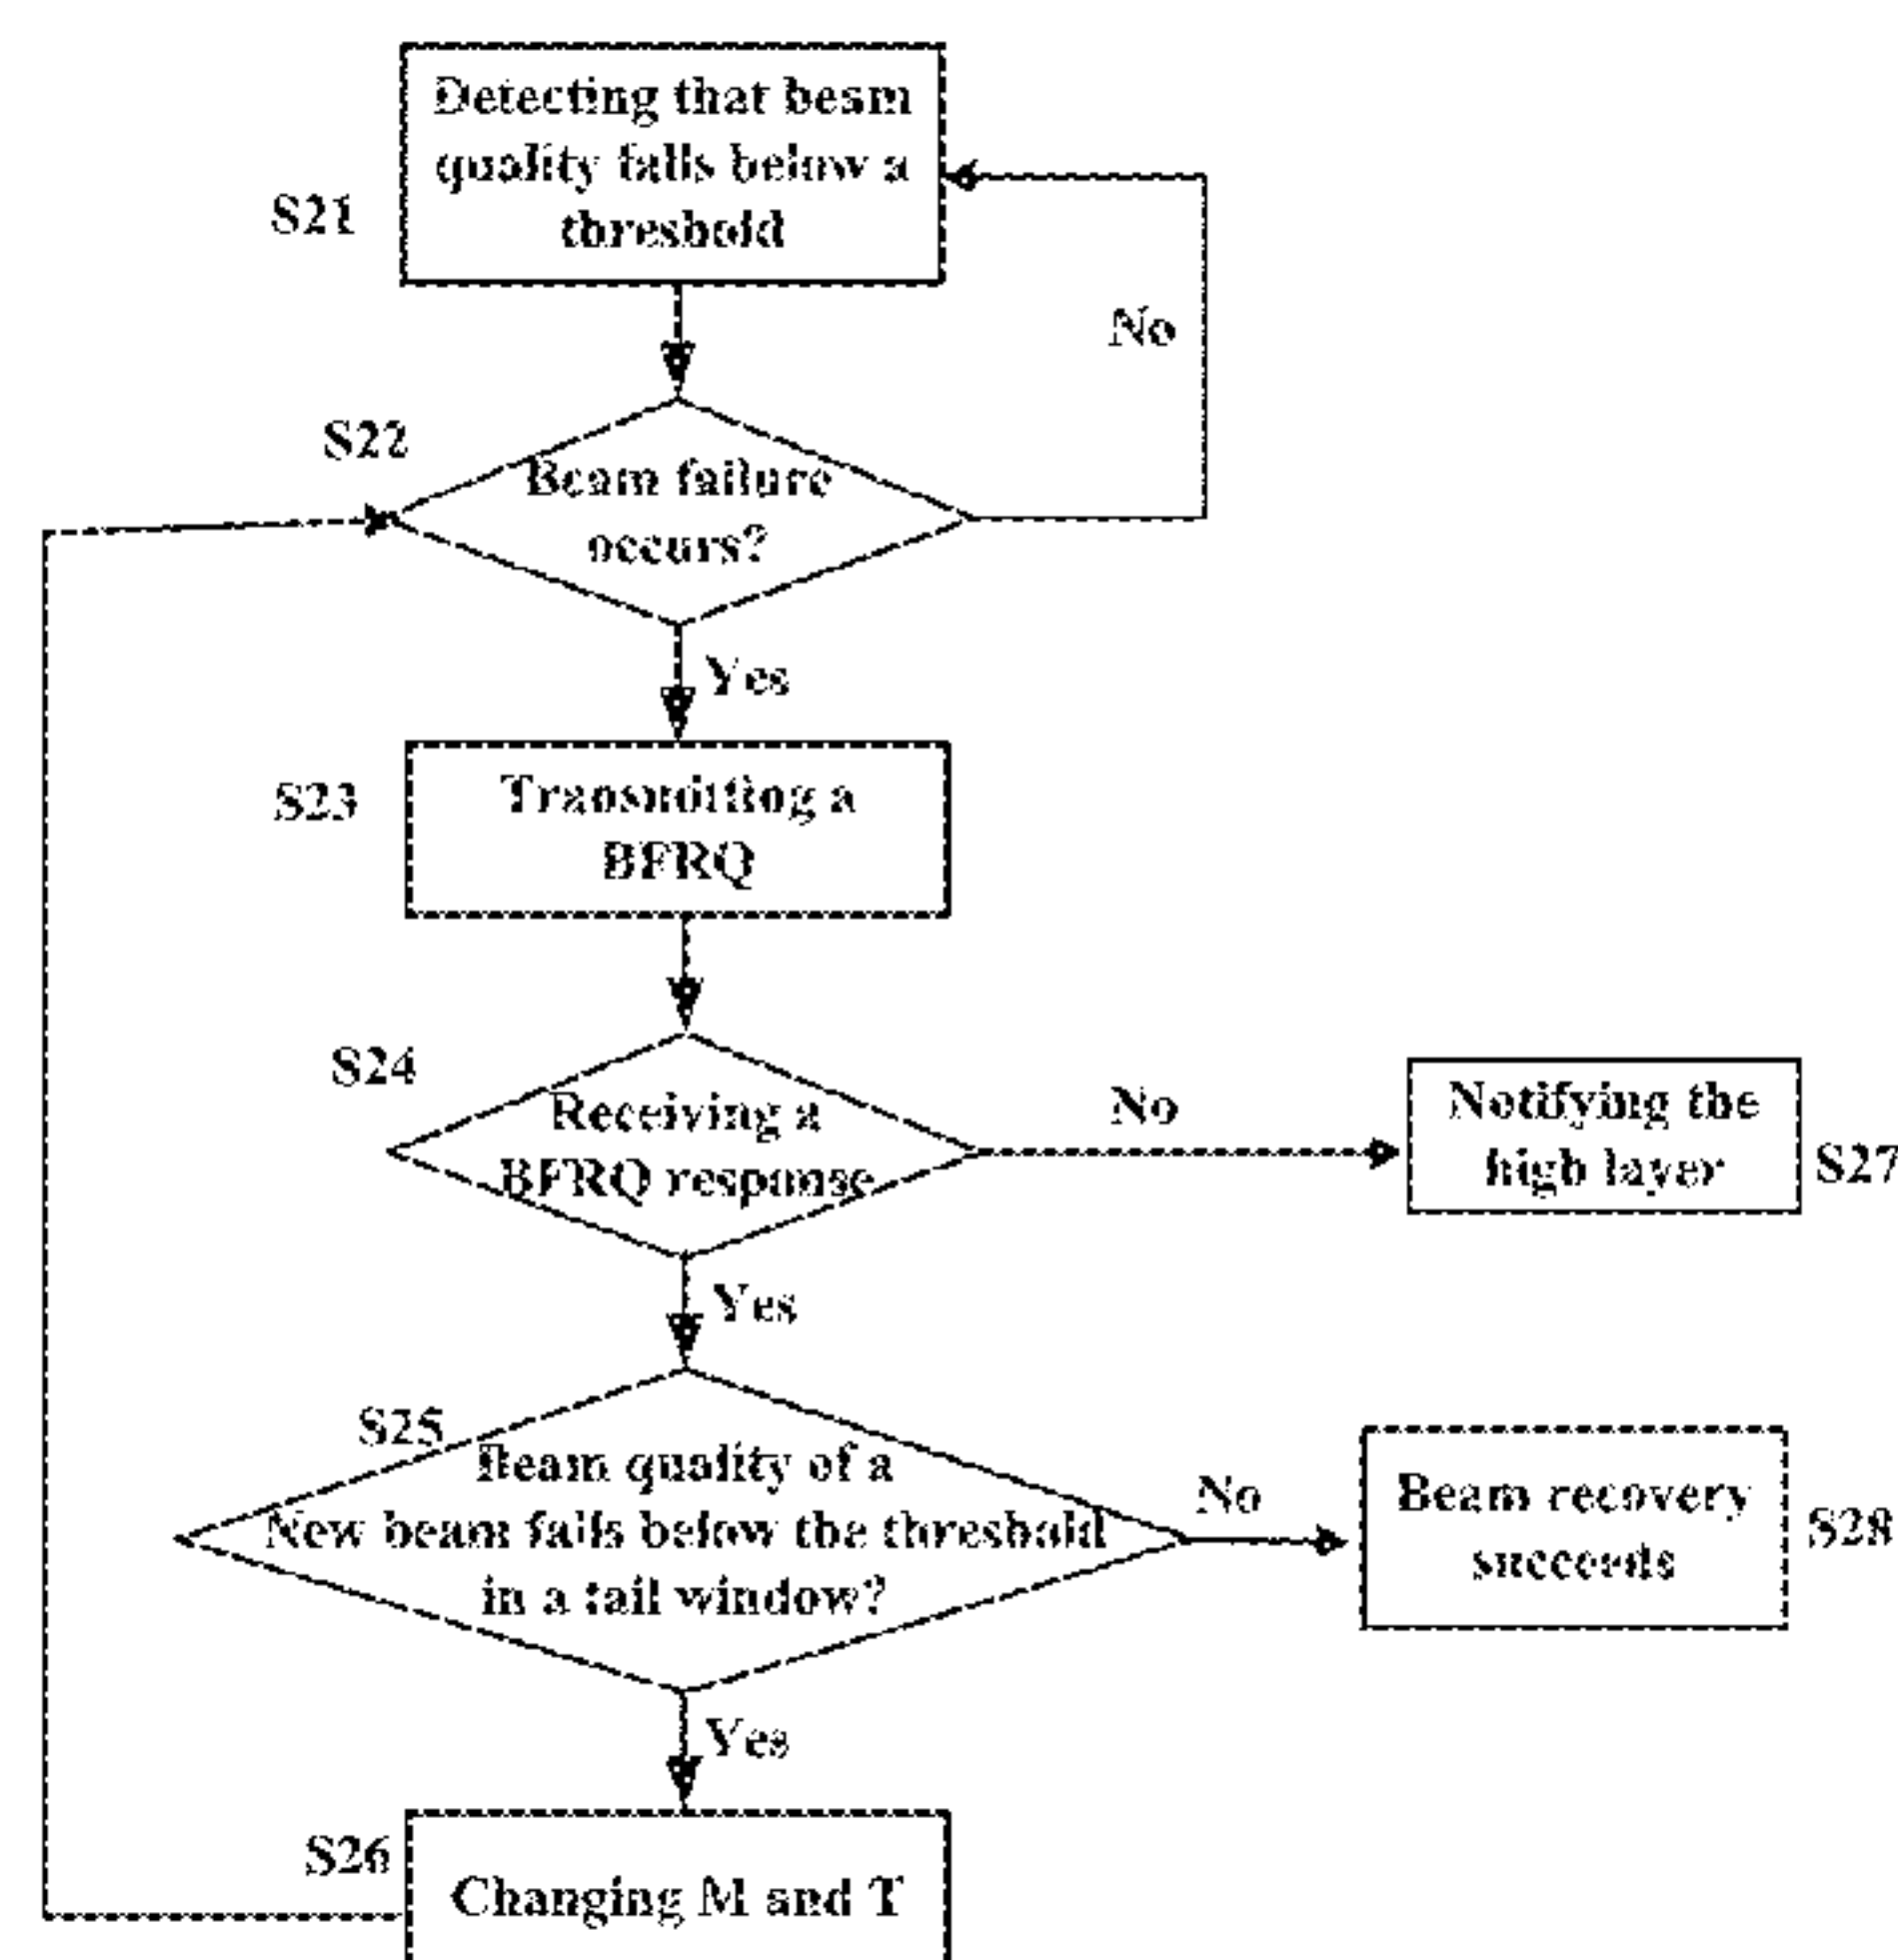 Detecting that beam
quality falls below a
threshold
S21
No
S22
Beam failure
occurs?
Yes
S23
Transmitting a
BFRQ
S24
Receiving a
BFRQ response
No
Notifying the
high layer
S27
Yes
S25
Beam quality of a
New beam falls below the threshold
in a tail window?
No
Beam recovery
succeeds
S28
Yes
S26
Changing M and T